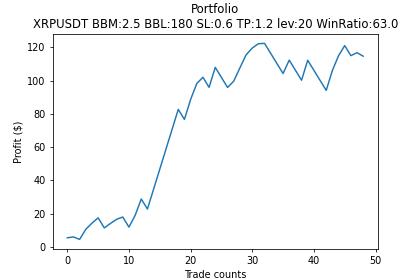 Portfolio
XRPUSDT BBM:2.5 BBL:180 SL:0.6 TP:1.2 lev:20 WinRatio:63.0
120
100
80
60
40
20
0
Profit ($)
0 10 20 30 40 50
Trade counts